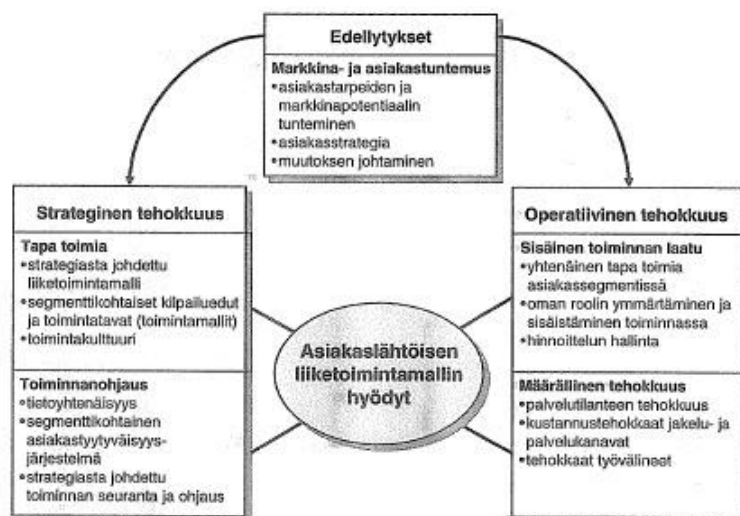 Edellytykset
Markkina- ja asiakastuntemus
•asiakastarpeiden ja
markkinapotentiaalin
tunteminen
•asiakasstrategia
•muutoksen johtaminen
Strateginen tehokkuus
Tapa toimia
•strategiasta johdettu
liiketoimintamalli
•segmenttikohtaiset kilpailuedut
ja toimintatavat (toimintamallit)
•toimintakulttuuri
Toiminnanohjaus
•tietoyhtenäisyys
•segmenttikohtainen
asiakastyytyväisyys-
järjestelmä
•strategiasta johdettu
toiminnan seuranta ja ohjaus
Asiakaslähtöisen
liiketoimintamallin
hyödyt
Operatiivinen tehokkuus
Sisäinen toiminnan laatu
•yhtenäinen tapa toimia
asiakassegmentissä
•oman roolin ymmärtäminen ja
sisäistäminen toiminnassa
•hinnoittelun hallinta
Määrällinen tehokkuus
•palvelutilanteen tehokkuus
•kustannustehokkaat jakelu- ja
palvelukanavat
•tehokkaat työvälineet